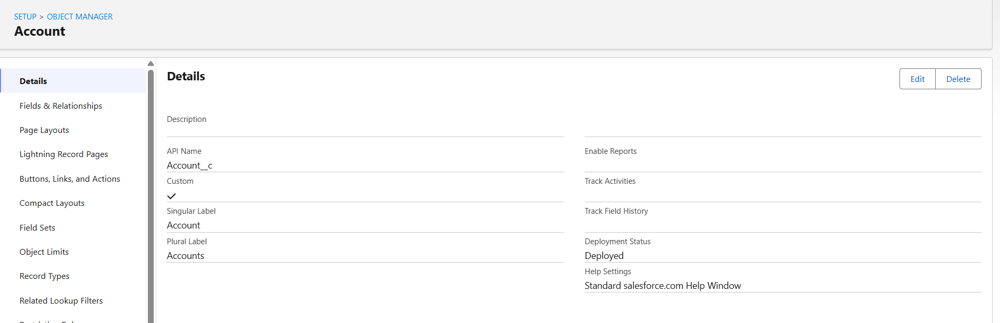 SETUP > OBJECT MANAGER
Account
Details
Fields & Relationships
Page Layouts
Lightning Record Pages
Buttons, Links, and Actions
Compact Layouts
Field Sets
Object Limits
Record Types
Related Lookup Filters
Details
Edit
Delete
Description
API Name
Account__c
Custom
Singular Label
Account
Plural Label
Accounts
Enable Reports
Track Activities
Track Field History
Deployment Status
Deployed
Help Settings
Standard salesforce.com Help Window